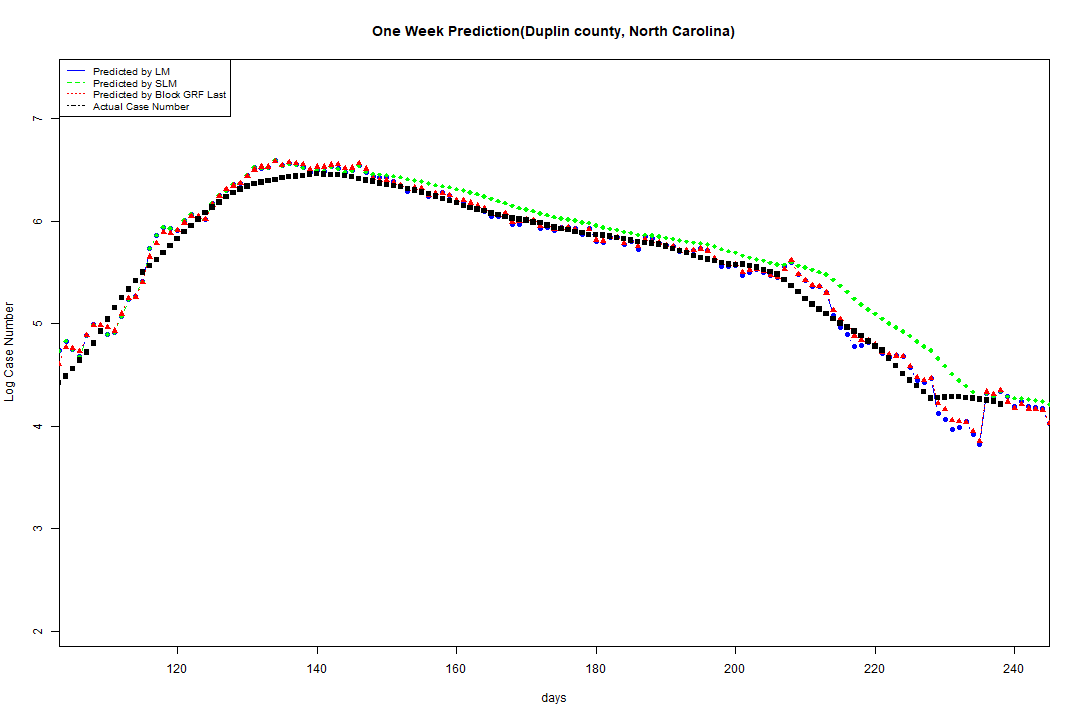 One Week Prediction(Duplin county, North Carolina)
Predicted by LM
Predicted by SLM
Predicted by Block GRF Last
Actual Case Number
Log Case Number
7
6
5
4
3
2
120 140 160 180 200 220 240
days